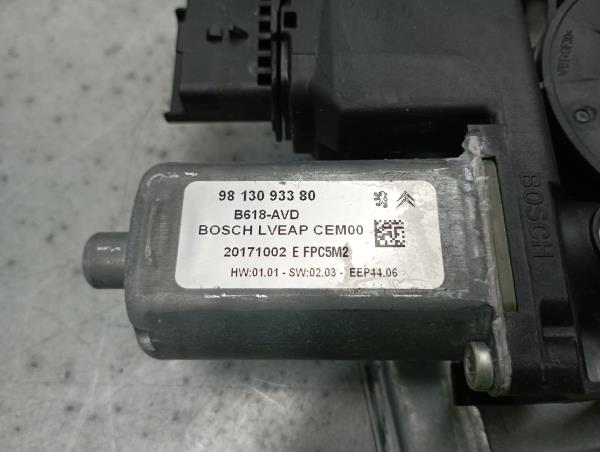 98 130 933 80
B618-AVD
BOSCH LVEAP CEM00
20171002 E FPC5M2
HW:01.01 - SW:02.03 - EEP44.06
BOSCH